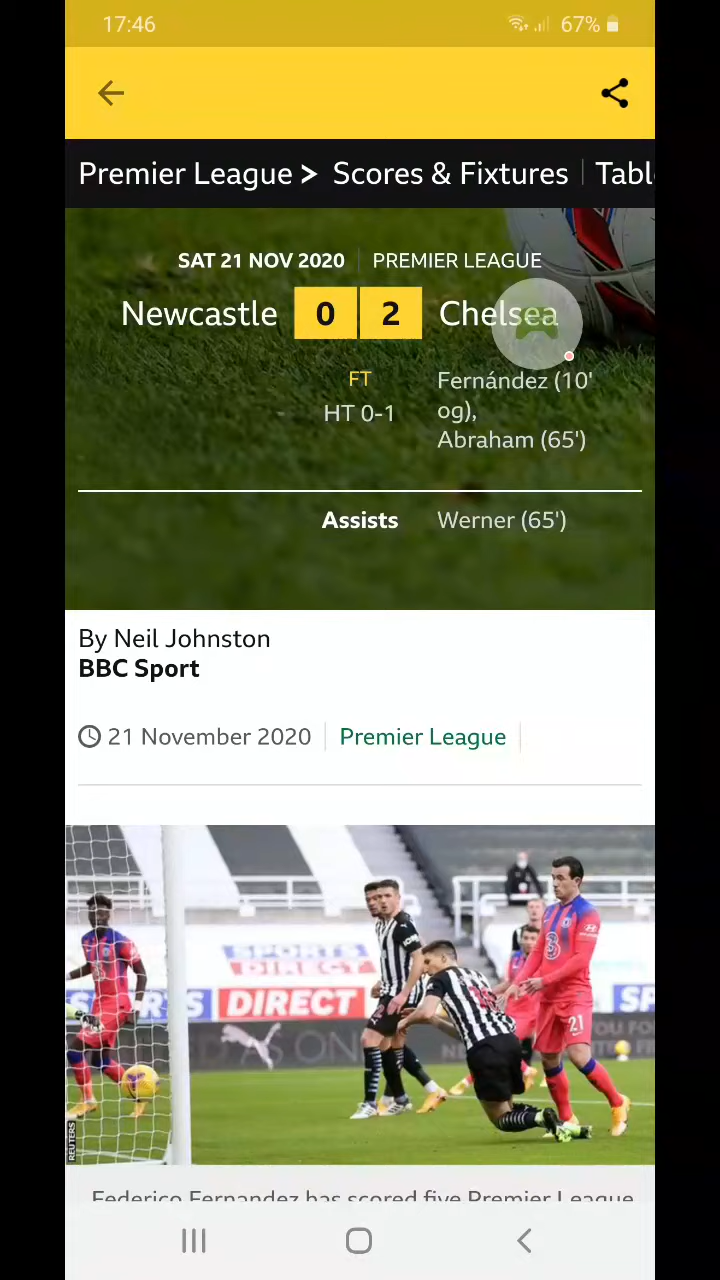 17:46
67%
Premier League > Scores & Fixtures Tabl
SAT 21 NOV 2020 PREMIER LEAGUE
Newcastle 0 2 Chelsea
FT
HT 0-1
Fernández (10'
og),
Abraham (65')
Assists Werner (65')
By Neil Johnston
BBC Sport
21 November 2020 Premier League
SPORTS
DIRECT
DIRECT
21
REUTERS
Federico Fernandez has scored five Premier League